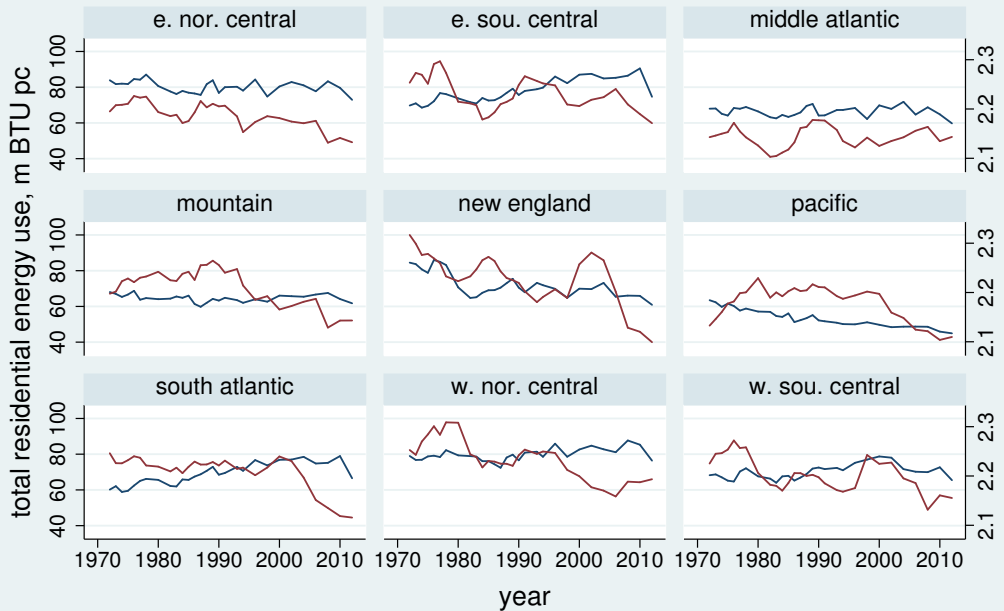 e. nor. central
e. sou. central
middle atlantic
40 60 80 100
2.1 2.2 2.3
mountain
new england
pacific
40 60 80 100
2.1 2.2 2.3
south atlantic
w. nor. central
w. sou. central
40 60 80 100
2.1 2.2 2.3
1970 1980 1990 2000 2010
1970 1980 1990 2000 2010
1970 1980 1990 2000 2010
total residential energy use, m BTU pc
year